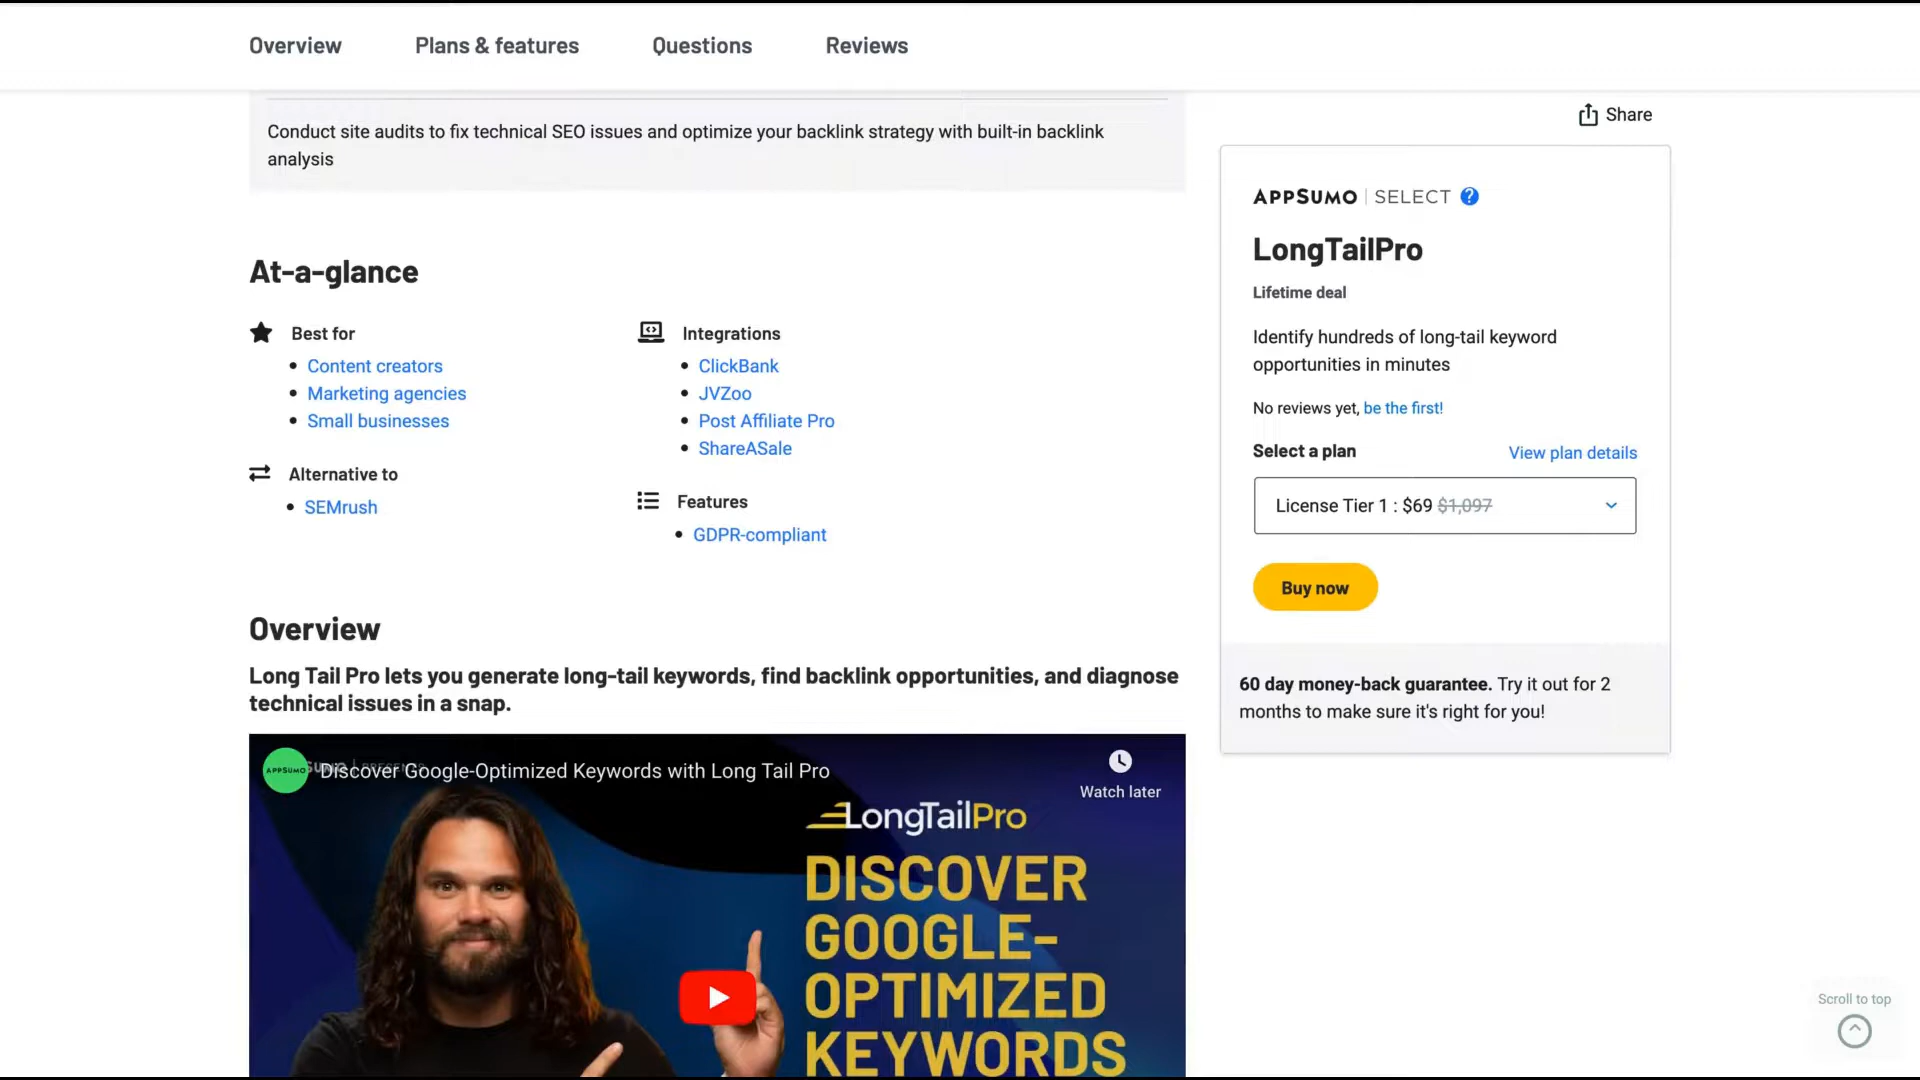 Overview Plans & features Questions Reviews
Conduct site audits to fix technical SEO issues and optimize your backlink strategy with built-in backlink
analysis
At-a-glance
Best for
Content creators
Marketing agencies
Small businesses
Alternative to
SEMrush
Integrations
ClickBank
JVZoo
Post Affiliate Pro
ShareASale
Features
GDPR-compliant
Overview
Long Tail Pro lets you generate long-tail keywords, find backlink opportunities, and diagnose
technical issues in a snap.
APPSUMO
Discover Google-Optimized Keywords with Long Tail Pro
Watch later
LongTailPro
DISCOVER
GOOGLE-
OPTIMIZED
KEYWORDS
Share
APPSUMO | SELECT ?
LongTailPro
Lifetime deal
Identify hundreds of long-tail keyword
opportunities in minutes
No reviews yet, be the first!
Select a plan View plan details
License Tier 1 : $69 $1,097
Buy now
60 day money-back guarantee. Try it out for 2
months to make sure it's right for you!
Scroll to top